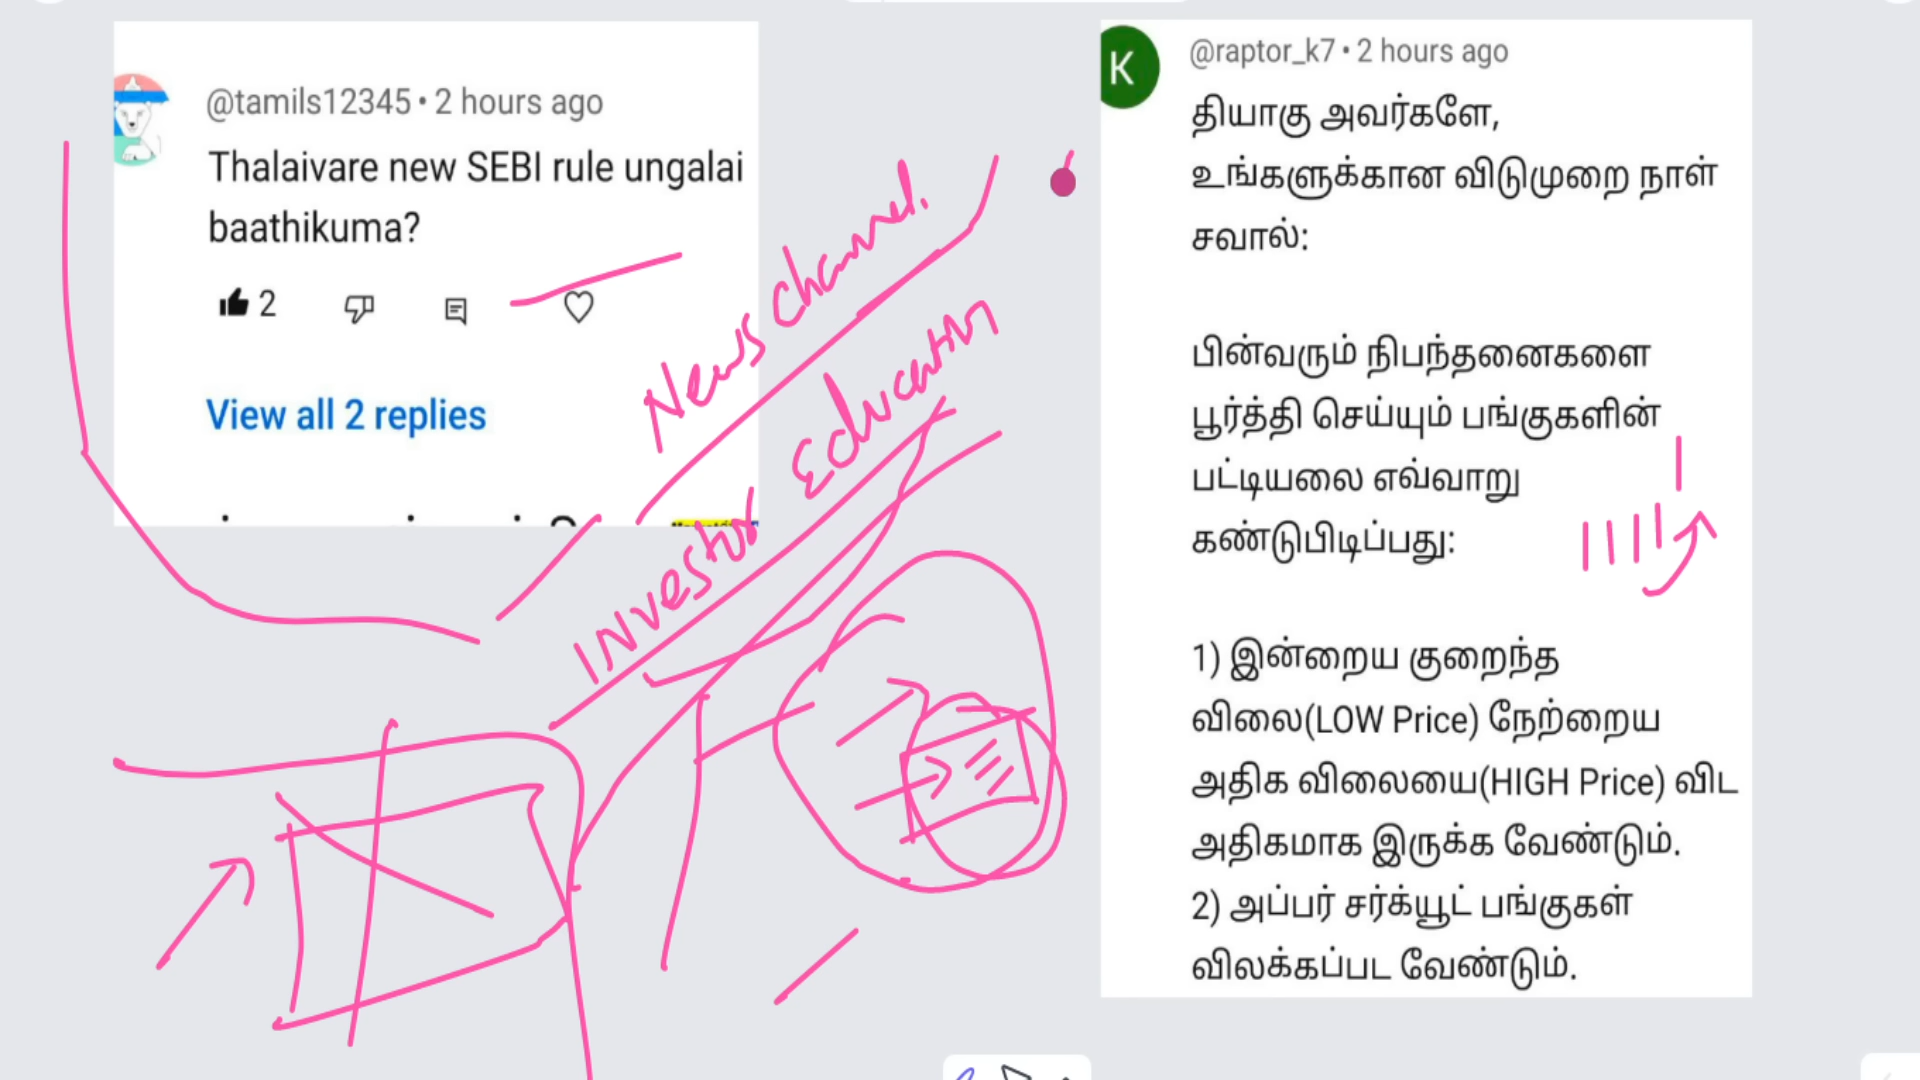 @tamils12345 • 2 hours ago
Thalaivare new SEBI rule ungalai
baathikuma?
2
View all 2 replies
News channel.
Investor Education
K
@raptor_k7 • 2 hours ago
தியாகு அவர்களே,
உங்களுக்கான விடுமுறை நாள்
சவால்:
பின்வரும் நிபந்தனைகளை
பூர்த்தி செய்யும் பங்குகளின்
பட்டியலை எவ்வாறு
கண்டுபிடிப்பது:
1) இன்றைய குறைந்த
விலை(LOW Price) நேற்றைய
அதிக விலையை(HIGH Price) விட
அதிகமாக இருக்க வேண்டும்.
2) அப்பர் சர்க்யூட் பங்குகள்
விலக்கப்பட வேண்டும்.